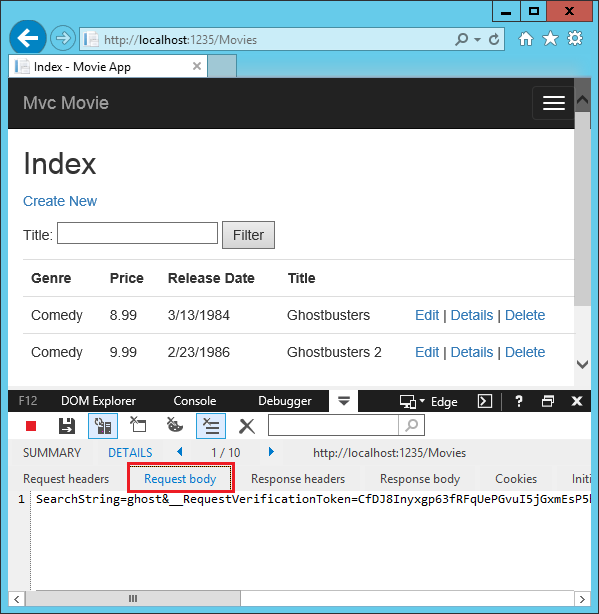 http://localhost:1235/Movies
Index - Movie App
Mvc Movie
Index
Create New
Title: Filter
Genre Price Release Date Title
Comedy 8.99 3/13/1984 Ghostbusters Edit | Details | Delete
Comedy 9.99 2/23/1986 Ghostbusters 2 Edit | Details | Delete
F12 DOM Explorer Console Debugger Edge ?
SUMMARY DETAILS 1 / 10 http://localhost:1235/Movies
Request headers Request body Response headers Response body Cookies Initi
1 SearchString=ghost&__RequestVerificationToken=CfDJ8Inyxgp63fRFqUePGvuI5jGxmEsP5